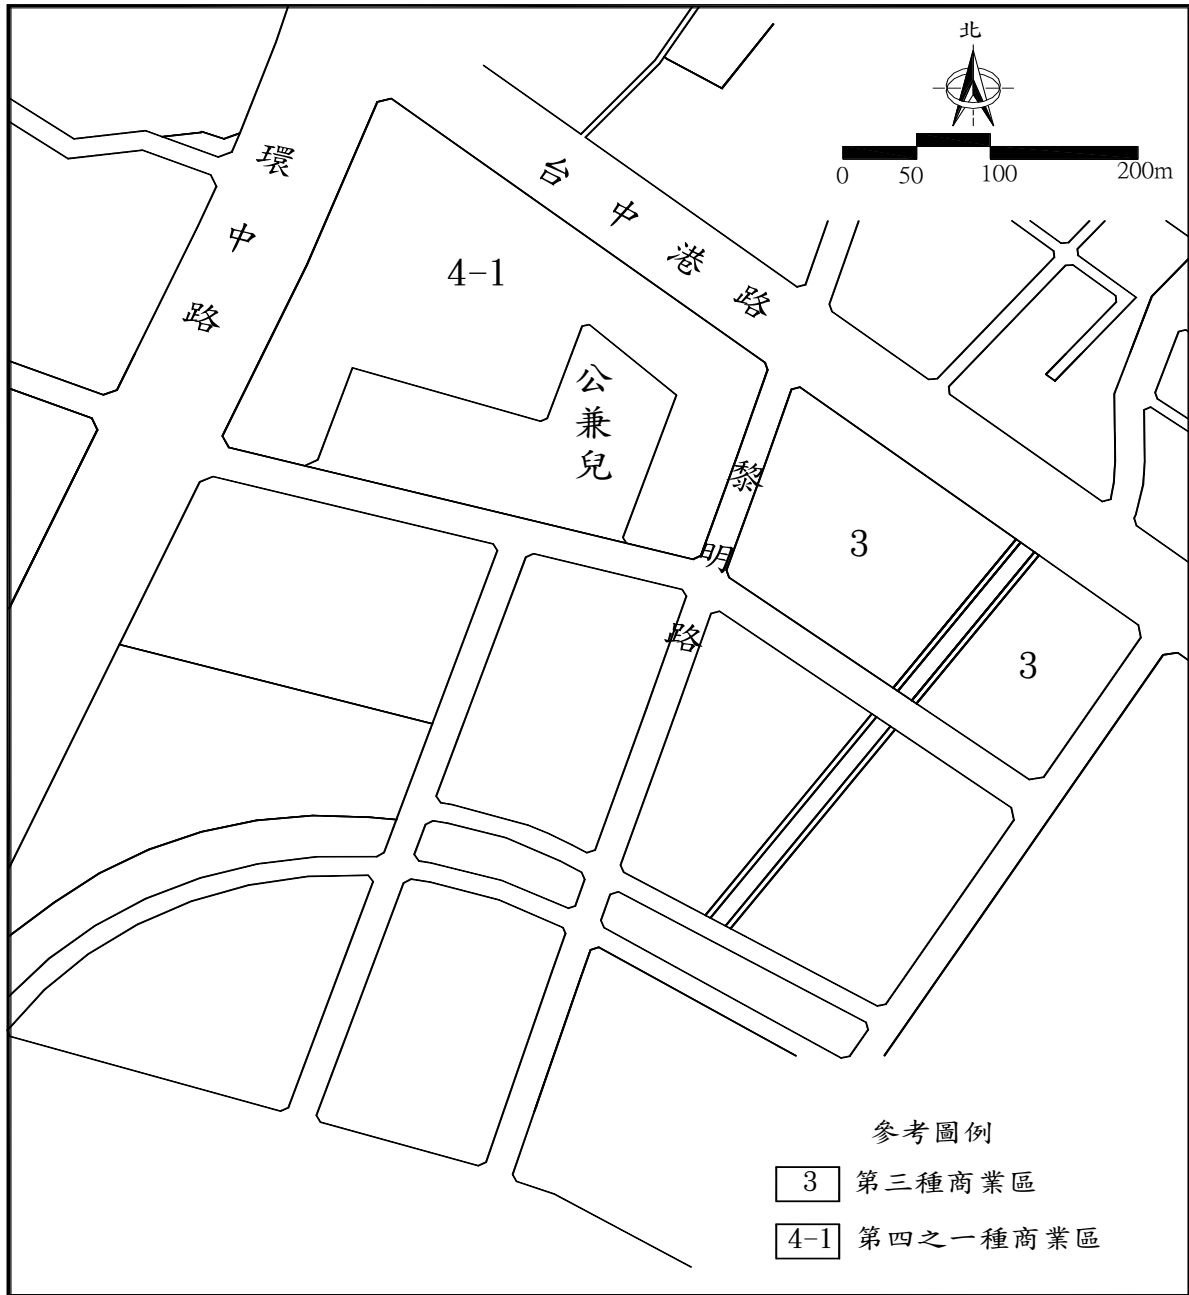 北
0 50 100 200m
環中路
台中港路
4-1
公兼兒
黎明路
3
3
參考圖例
3 第三種商業區
4-1 第四之一種商業區